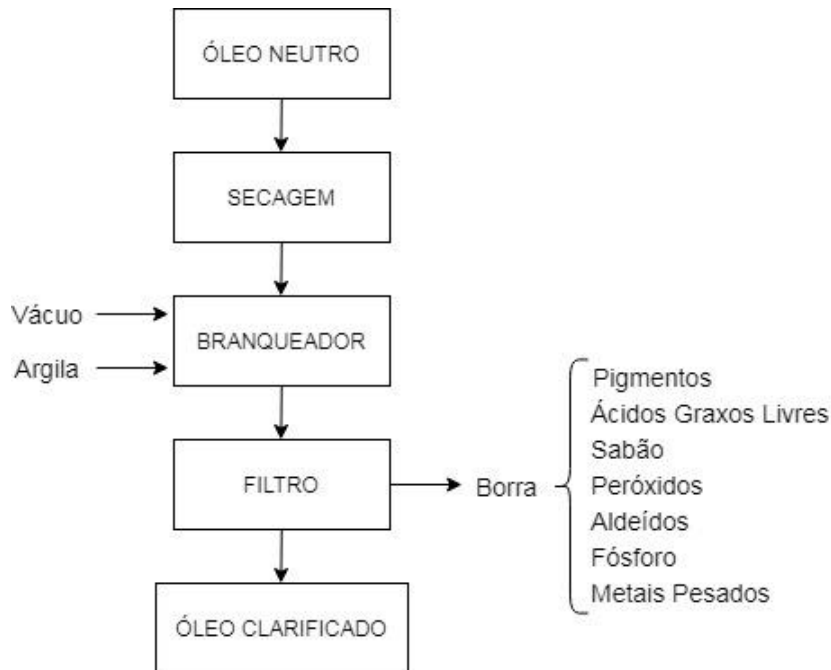 ÓLEO NEUTRO
SECAGEM
Vácuo
Argila
BRANQUEADOR
FILTRO
Borra
Pigmentos
Ácidos Graxos Livres
Sabão
Peróxidos
Aldeídos
Fósforo
Metais Pesados
ÓLEO CLARIFICADO